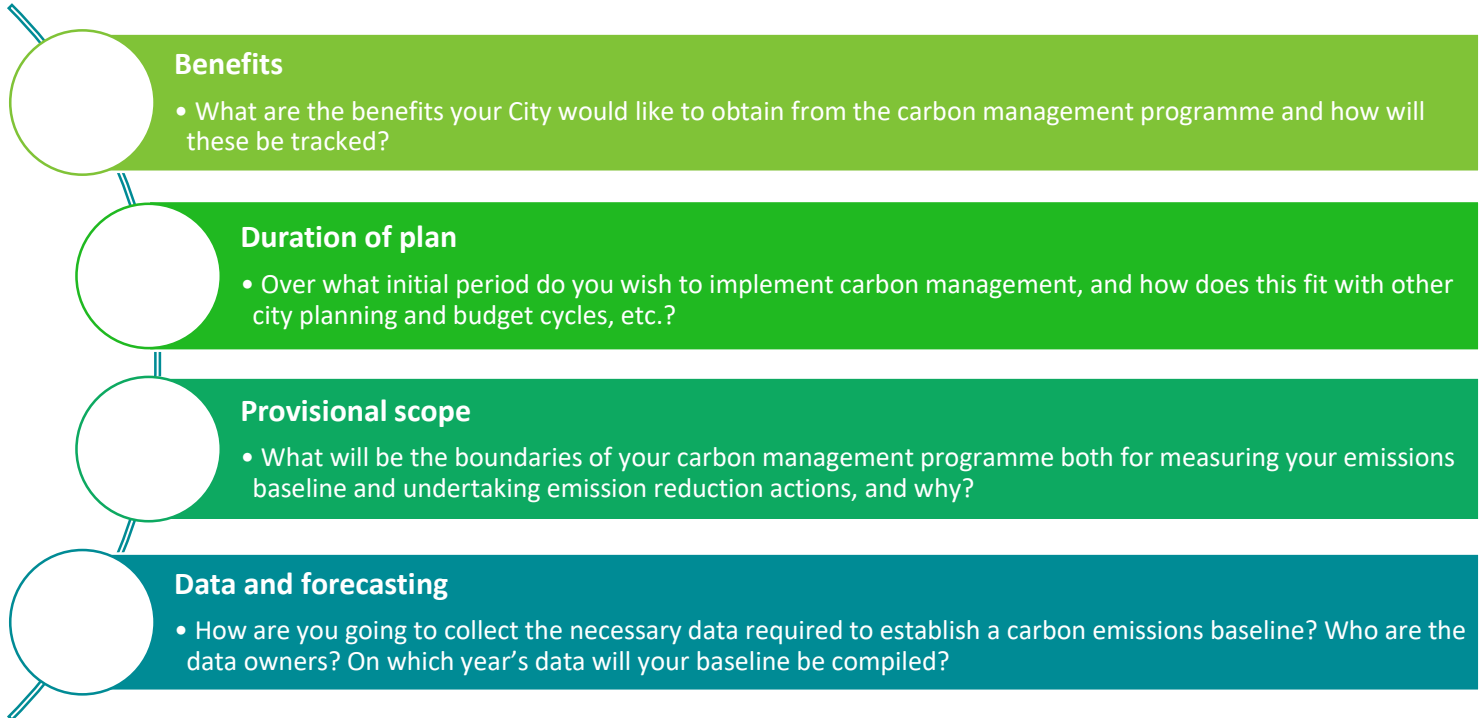 Benefits
• What are the benefits your City would like to obtain from the carbon management programme and how will
these be tracked?
Duration of plan
• Over what initial period do you wish to implement carbon management, and how does this fit with other
city planning and budget cycles, etc.?
Provisional scope
• What will be the boundaries of your carbon management programme both for measuring your emissions
baseline and undertaking emission reduction actions, and why?
Data and forecasting
• How are you going to collect the necessary data required to establish a carbon emissions baseline? Who are the
data owners? On which year’s data will your baseline be compiled?